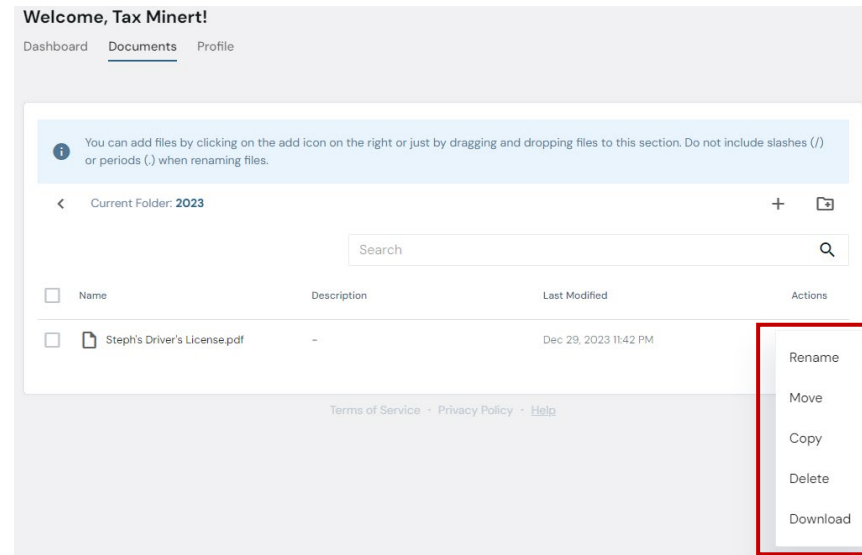 Welcome, Tax Minert!
Dashboard Documents Profile
You can add files by clicking on the add icon on the right or just by dragging and dropping files to this section. Do not include slashes (/)
or periods (.) when renaming files.
Current Folder: 2023
Search
Name Description Last Modified Actions
Steph's Driver's License.pdf - Dec 29, 2023 11:42 PM
Rename
Move
Copy
Delete
Download
Terms of Service · Privacy Policy · Help